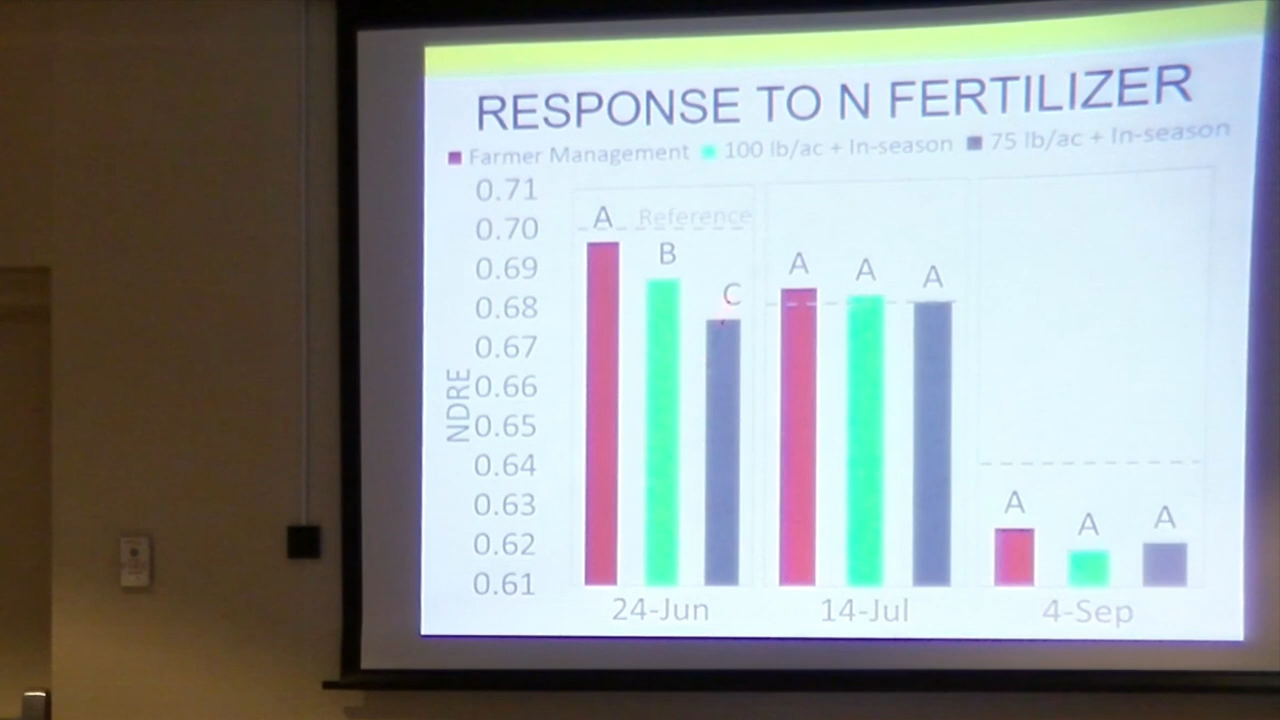 RESPONSE TO N FERTILIZER
Farmer Management 100 lb/ac + In-season 75 lb/ac + In-season
0.71
A Reference
0.70
B
0.69
A A A
C
0.68
0.67
0.66
0.65
0.64
0.63
A A A
0.62
0.61
NDRE
24-Jun 14-Jul 4-Sep